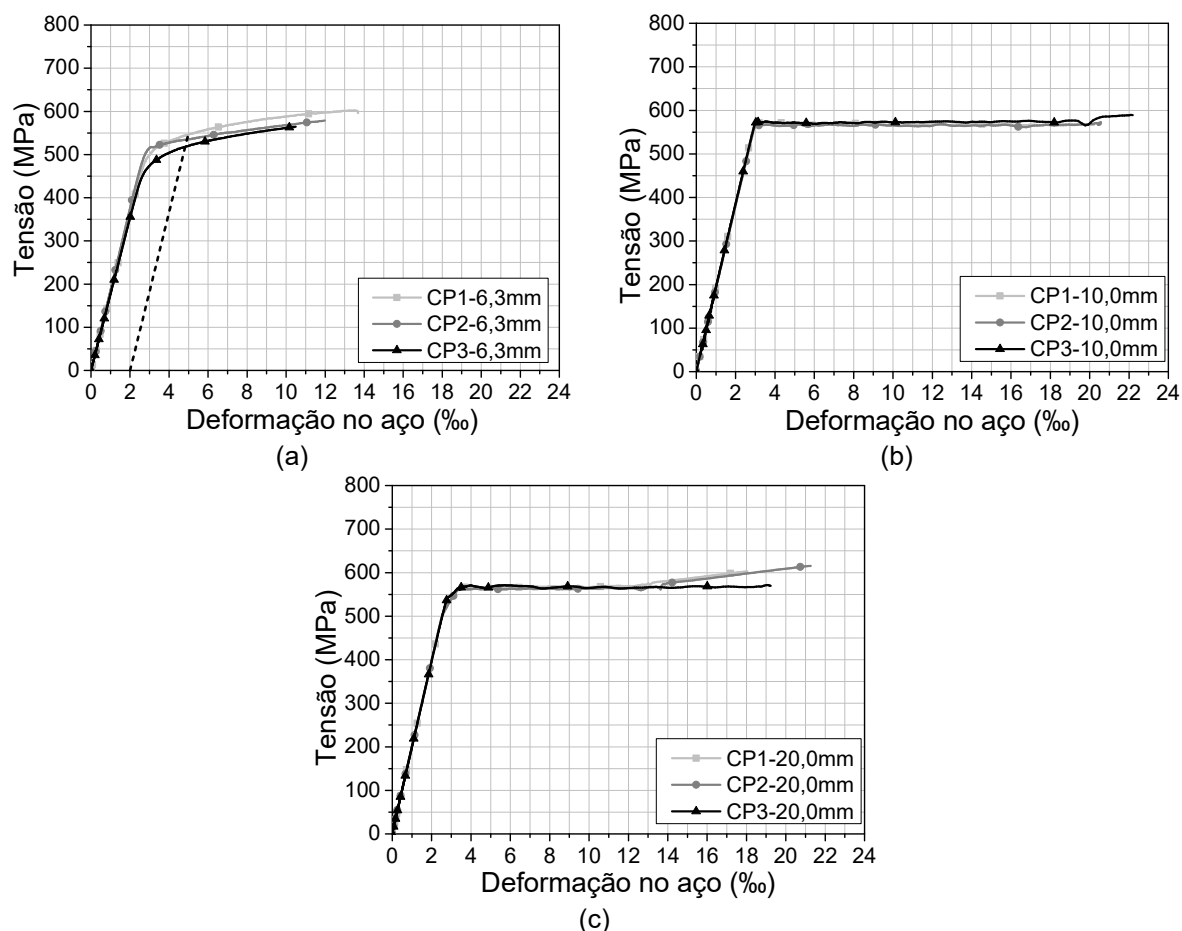 800
700
600
500
400
300
200
100
0
Tensão (MPa)
CP1-6,3mm
CP2-6,3mm
CP3-6,3mm
0 2 4 6 8 10 12 14 16 18 20 22 24
Deformação no aço (‰)
(a)
800
700
600
500
400
300
200
100
0
Tensão (MPa)
CP1-10,0mm
CP2-10,0mm
CP3-10,0mm
0 2 4 6 8 10 12 14 16 18 20 22 24
Deformação no aço (‰)
(b)
800
700
600
500
400
300
200
100
0
Tensão (MPa)
CP1-20,0mm
CP2-20,0mm
CP3-20,0mm
0 2 4 6 8 10 12 14 16 18 20 22 24
Deformação no aço (‰)
(c)